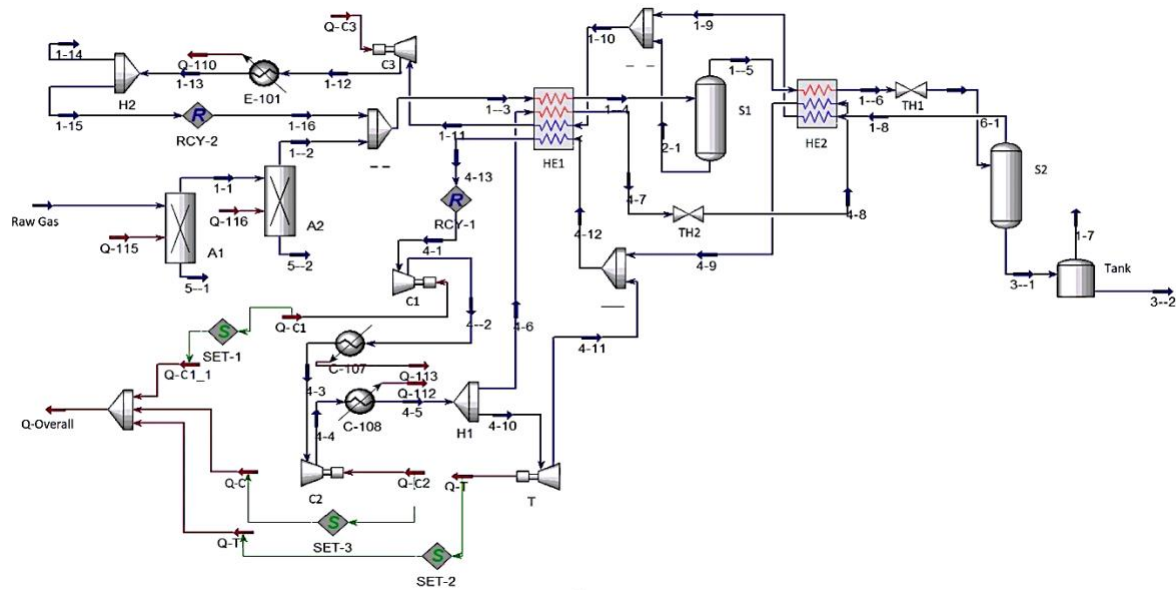 1-14
H2
1-13
Q-110
E-101
1-12
Q-C3
C3
1-10
1-9
1--5
S1
HE2
1--6
TH1
1-8
6-1
S2
1-15
RCY-2
1-16
1--2
1--3
HE1
1--4
1-11
2-1
4-13
RCY-1
4-7
TH2
4-8
1-1
A2
Raw Gas
Q-116
Q-115
A1
5--1
5--2
4-1
C1
4--2
4-6
4-12
4-9
1-7
Tank
3--1
3--2
Q-C1
SET-1
Q-C1_1
C-107
Q-113
Q-112
4-3
4-4
C-108
4-5
H1
4-10
4-11
Q-Overall
Q-C
C2
Q-C2
Q-T
T
Q-T
SET-3
SET-2